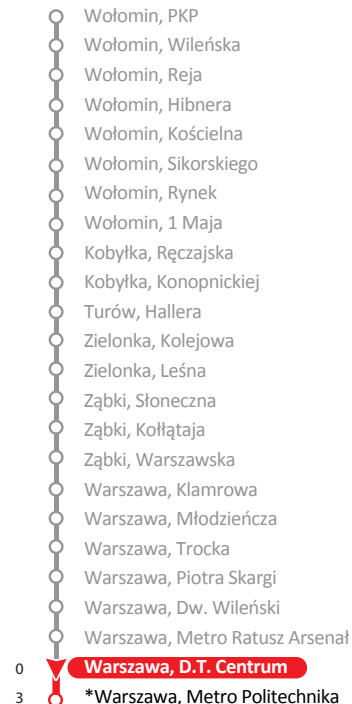 Wołomin, PKP
Wołomin, Wileńska
Wołomin, Reja
Wołomin, Hibnera
Wołomin, Kościelna
Wołomin, Sikorskiego
Wołomin, Rynek
Wołomin, 1 Maja
Kobyłka, Ręczajska
Kobyłka, Konopnickiej
Turów, Hallera
Zielonka, Kolejowa
Zielonka, Leśna
Ząbki, Słoneczna
Ząbki, Kołłątaja
Ząbki, Warszawska
Warszawa, Klamrowa
Warszawa, Młodzieńcza
Warszawa, Trocka
Warszawa, Piotra Skargi
Warszawa, Dw. Wileński
Warszawa, Metro Ratusz Arsenał
0 Warszawa, D.T. Centrum
3 *Warszawa, Metro Politechnika